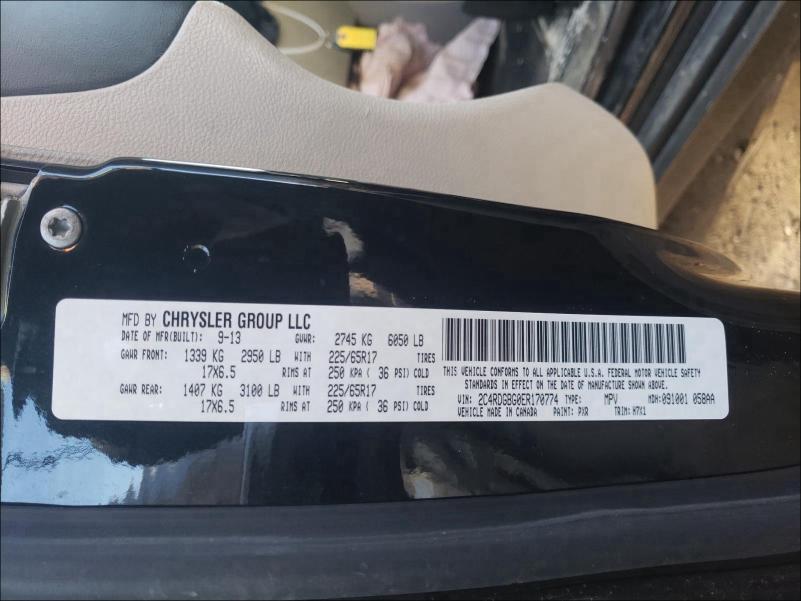 MFD BY CHRYSLER GROUP LLC
DATE OF MFR(BUILT): 9-13 GVWR: 2745 KG 6050 LB
GAWR FRONT: 1339 KG 2950 LB WITH 225/65R17 TIRES
17X6.5 RIMS AT 250 KPA ( 36 PSI) COLD
GAWR REAR: 1407 KG 3100 LB WITH 225/65R17 TIRES
17X6.5 RIMS AT 250 KPA ( 36 PSI) COLD
THIS VEHICLE CONFORMS TO ALL APPLICABLE U.S.A. FEDERAL MOTOR VEHICLE SAFETY
STANDARDS IN EFFECT ON THE DATE OF MANUFACTURE SHOWN ABOVE.
VIN: 2C4RDGBG0ER170774 TYPE: MPV MDH:091001 058AA
VEHICLE MADE IN CANADA PAINT: PXR TRIM: H7X1